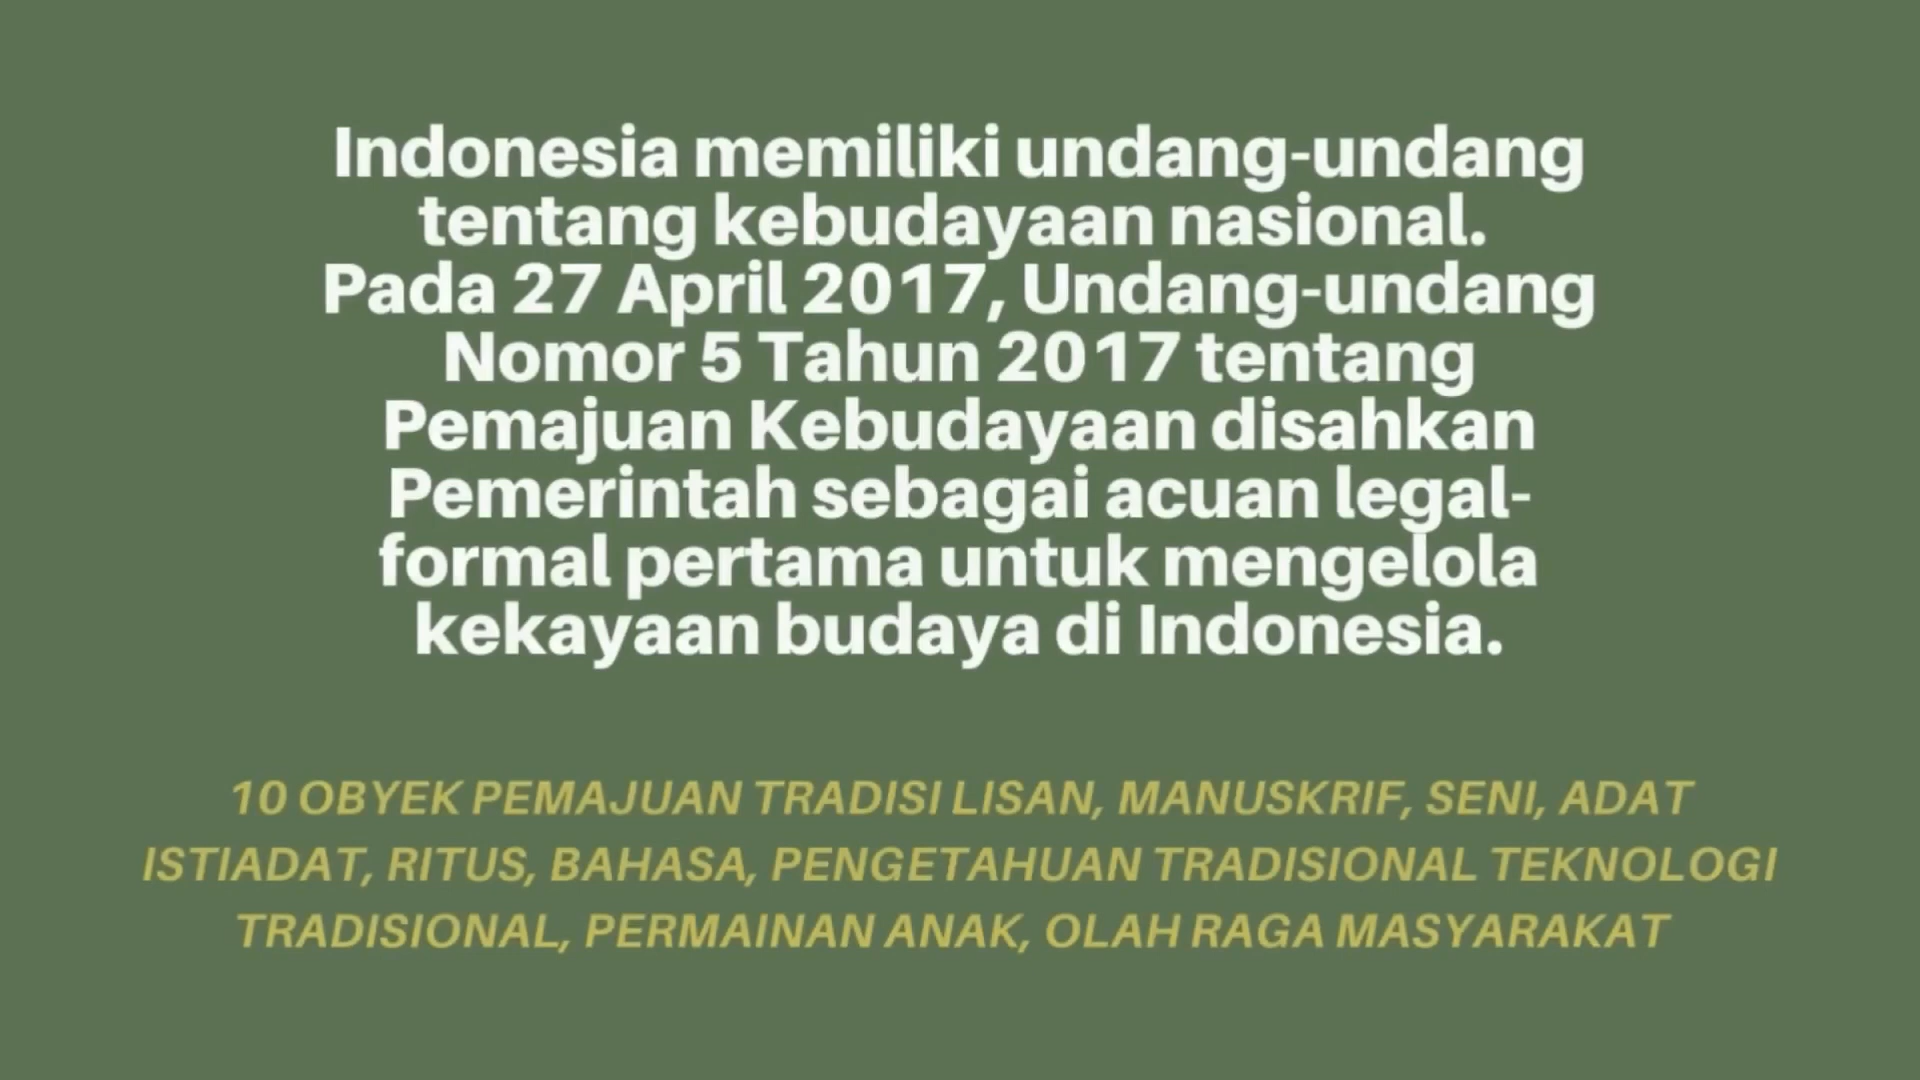 Indonesia memiliki undang-undang
tentang kebudayaan nasional.
Pada 27 April 2017, Undang-undang
Nomor 5 Tahun 2017 tentang
Pemajuan Kebudayaan disahkan
Pemerintah sebagai acuan legal-
formal pertama untuk mengelola
kekayaan budaya di Indonesia.
10 OBYEK PEMAJUAN TRADISI LISAN, MANUSKRIF, SENI, ADAT
ISTIADAT, RITUS, BAHASA, PENGETAHUAN TRADISIONAL TEKNOLOGI
TRADISIONAL, PERMAINAN ANAK, OLAH RAGA MASYARAKAT